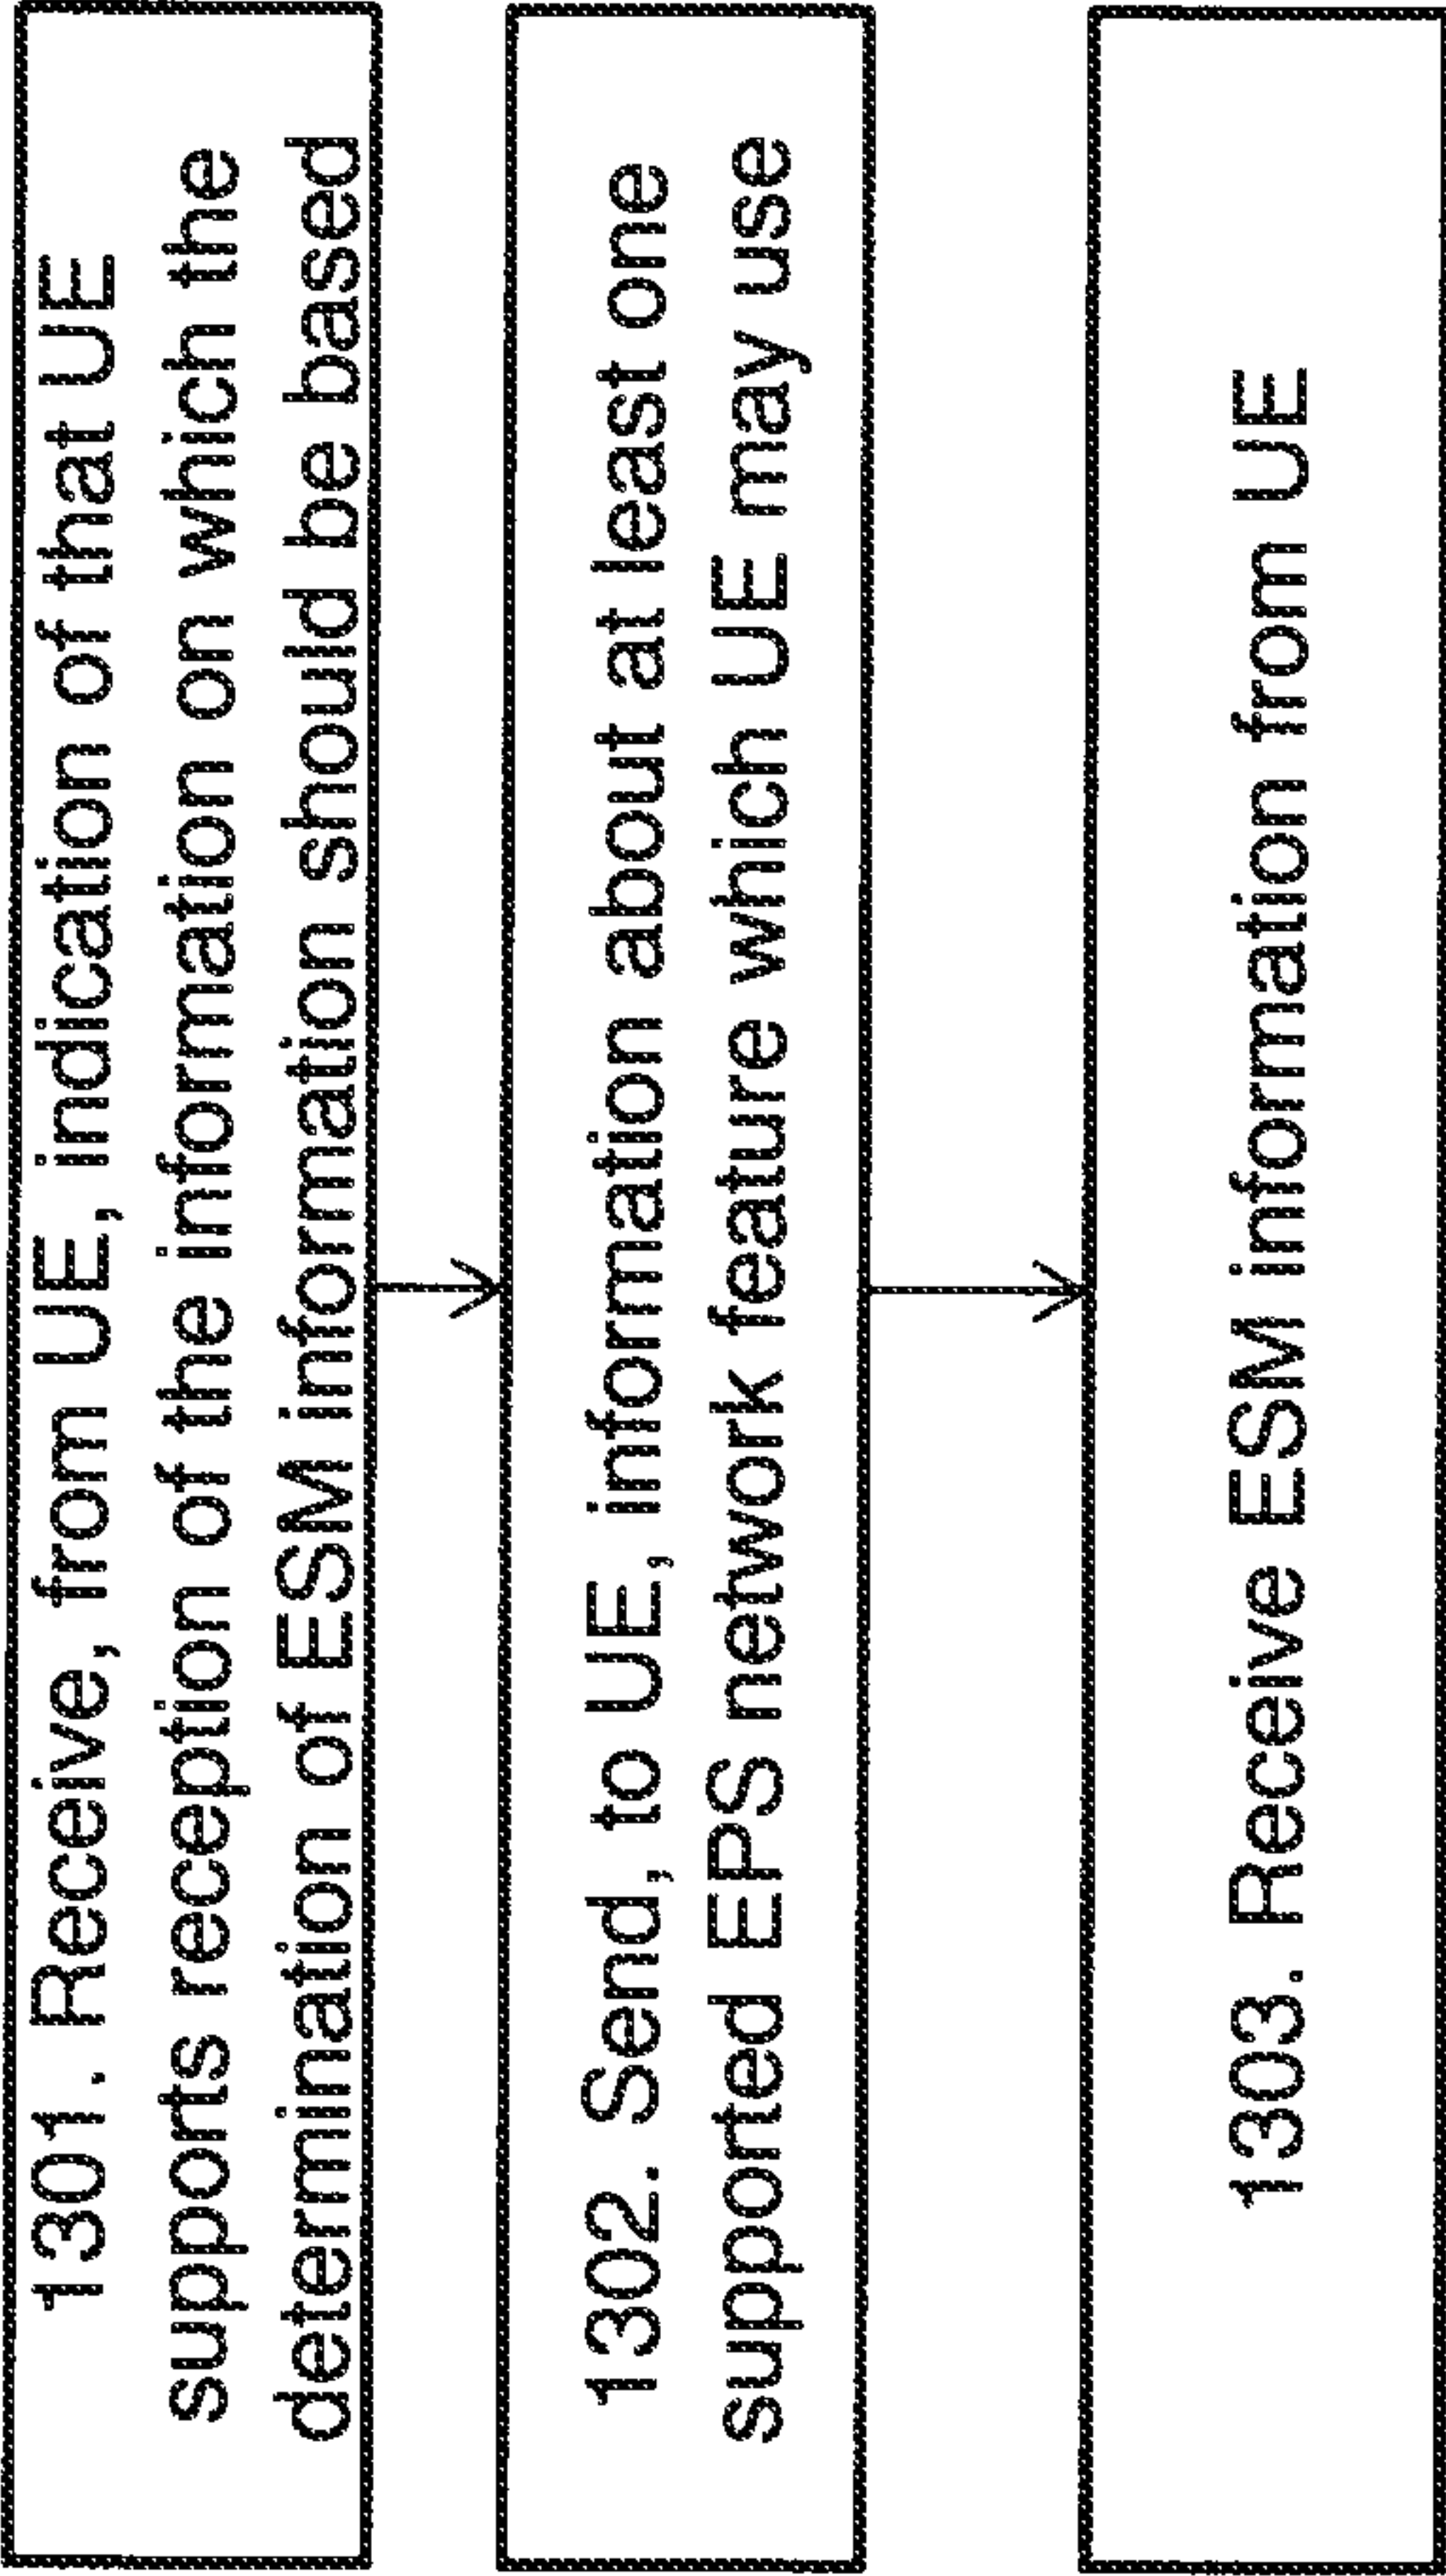 1301. Receive, from UE, indication of that UE
supports reception of the information on which the
determination of ESM information should be based
1302. Send, to UE, information about at least one
supported EPS network feature which UE may use
1303. Receive ESM information from UE